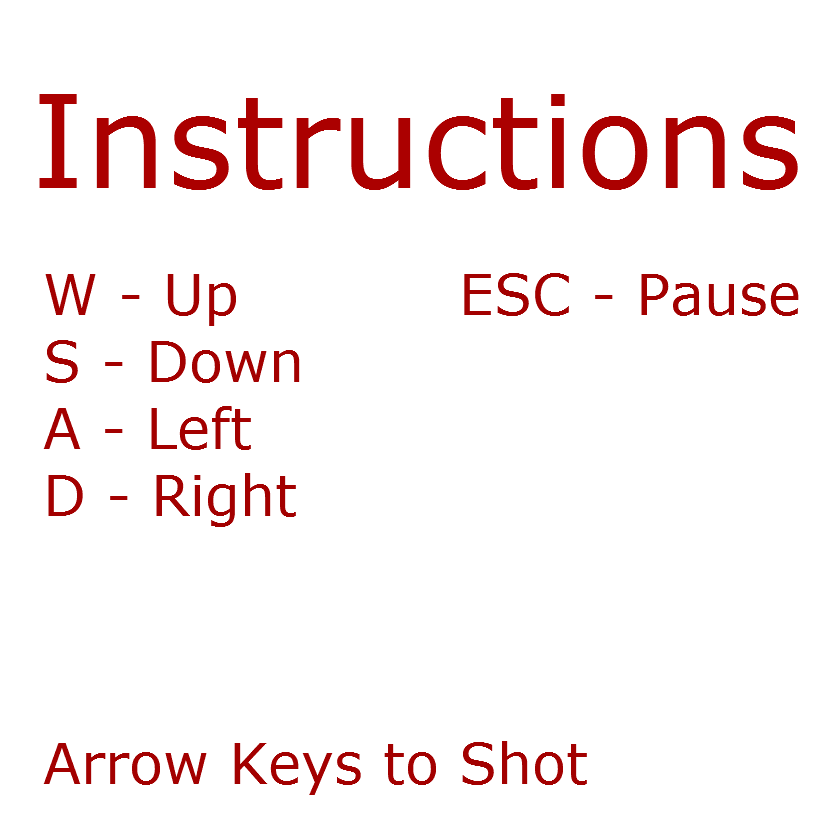 Instructions
W - Up ESC - Pause
S - Down
A - Left
D - Right
Arrow Keys to Shot